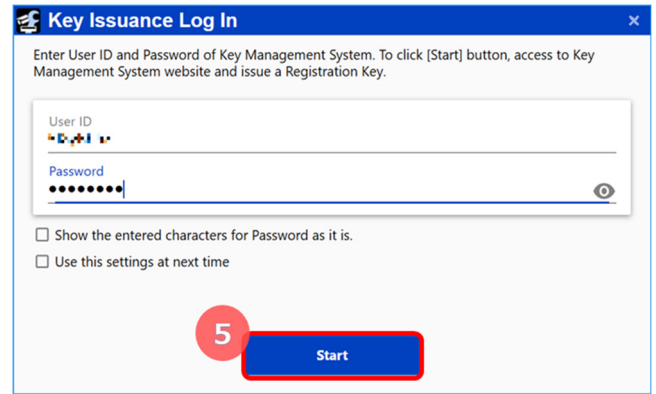 Key Issuance Log In
Enter User ID and Password of Key Management System. To click [Start] button, access to Key
Management System website and issue a Registration Key.
User ID
Password
Show the entered characters for Password as it is.
Use this settings at next time
5
Start